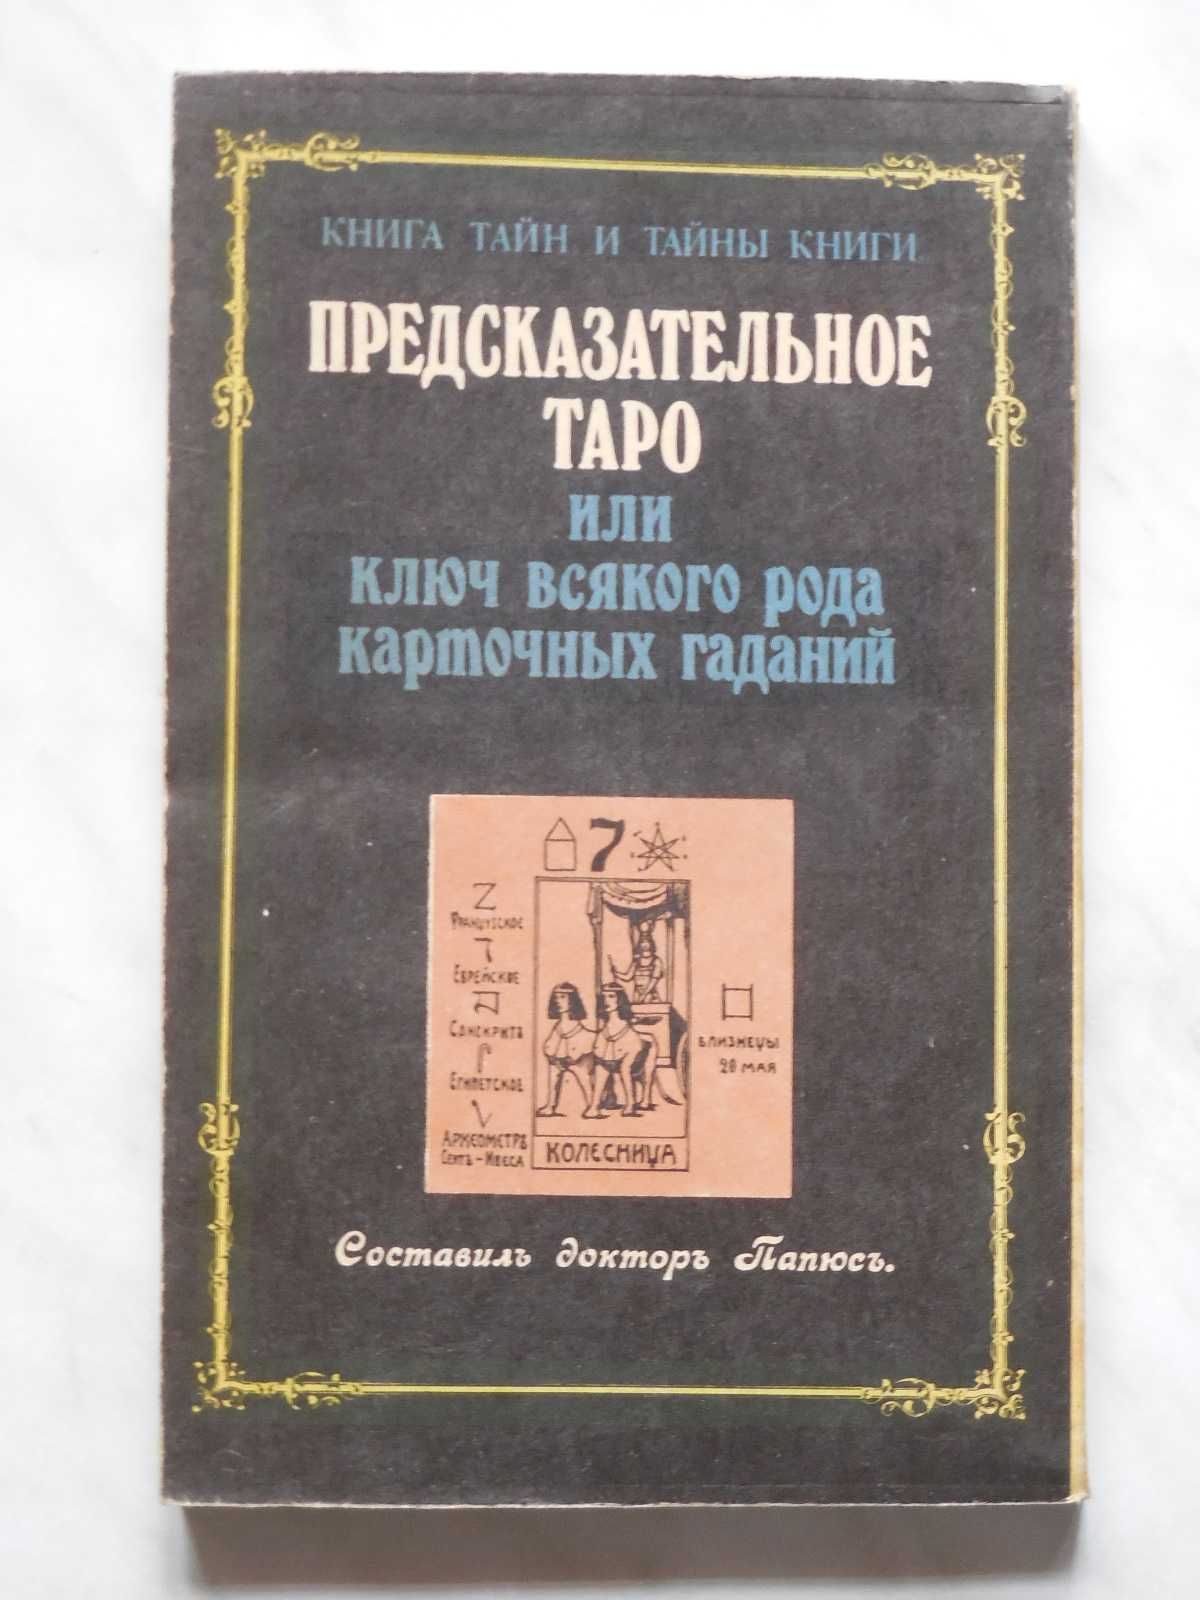 КНИГА ТАЙН И ТАЙНЫ КНИГИ
ПРЕДСКАЗАТЕЛЬНОЕ
ТАРО
или
ключ всякого рода
карточных гаданий
7
Z
Французское
Еврейское
Санскритъ
Египетское
Археометръ
Сентъ-Ивеса
Близнецы
20 мая
КОЛЕСНИЦА
Составилъ докторъ Папюсъ.